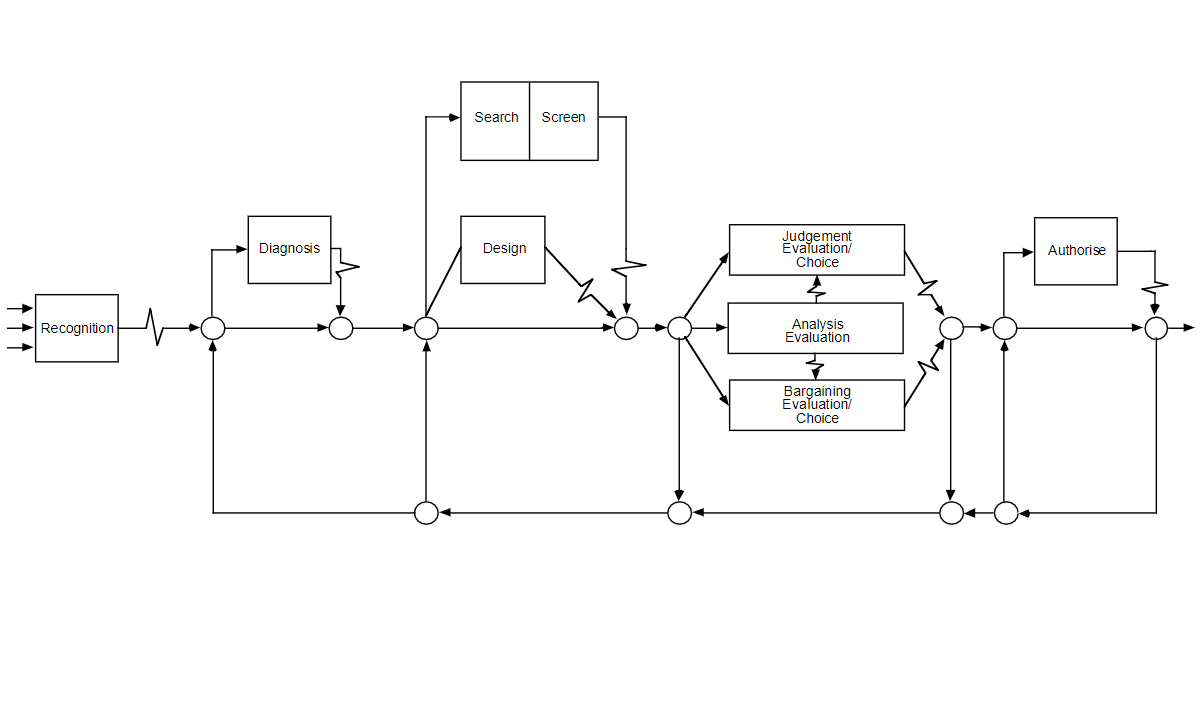 Search
Screen
Diagnosis
Design
Judgement
Evaluation/
Choice
Authorise
Recognition
Analysis
Evaluation
Bargaining
Evaluation/
Choice